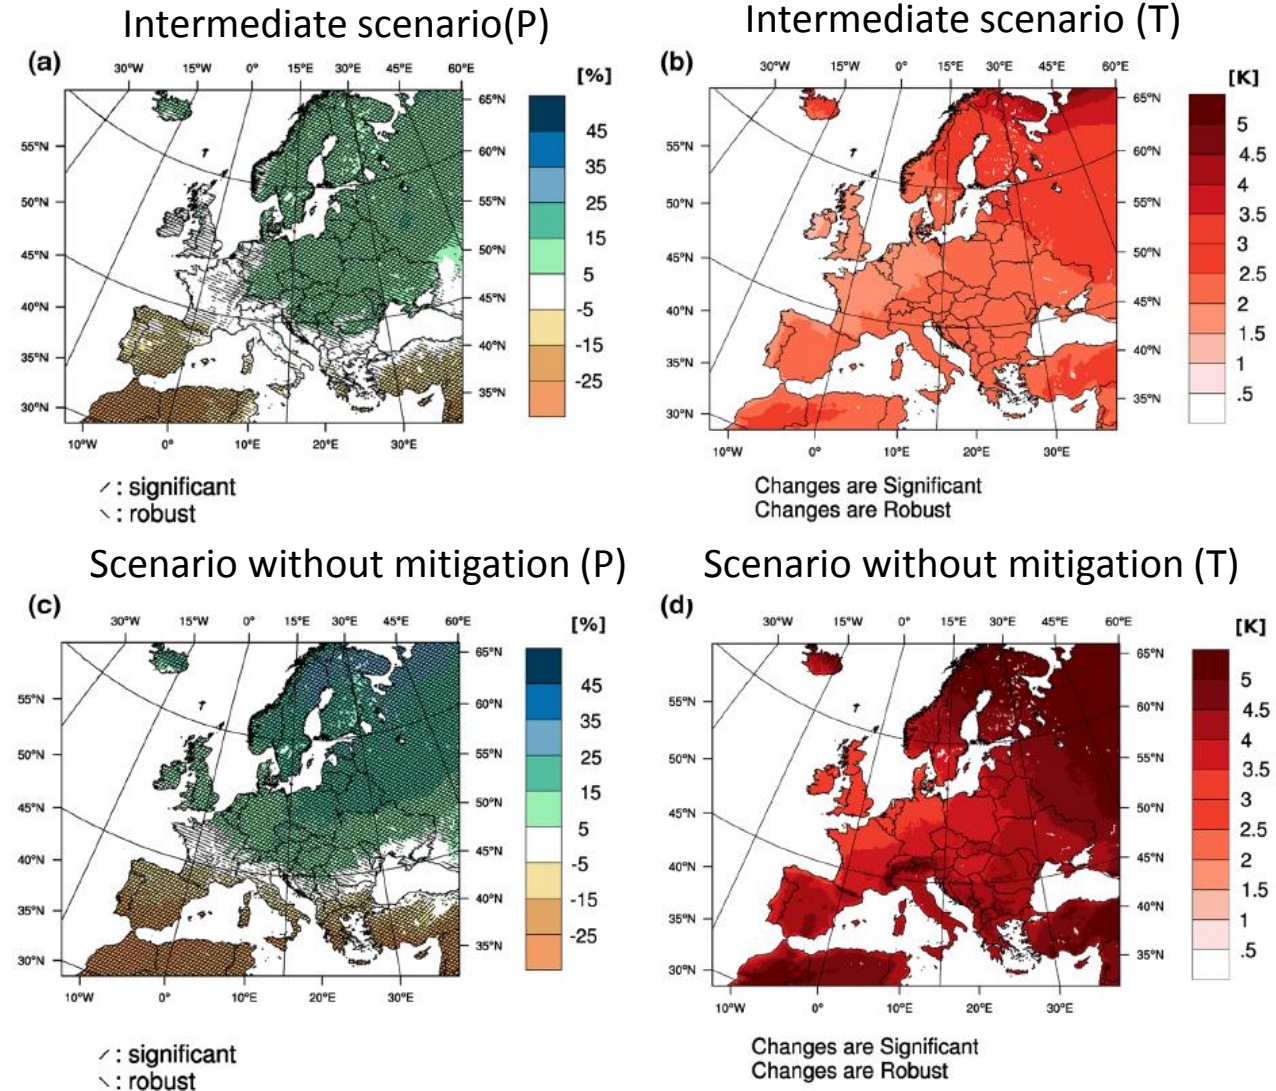 Intermediate scenario(P)
Intermediate scenario (T)
(a)
30°W 15°W 0° 15°E 30°E 45°E 60°E
[%]
65°N
60°N
55°N
50°N
45°N
40°N
35°N
55°N
50°N
45°N
40°N
35°N
30°N
10°W 0° 10°E 20°E 30°E
45
35
25
15
5
-5
-15
-25
⁄ : significant
\ : robust
(b)
30°W 15°W 0° 15°E 30°E 45°E 60°E
[K]
65°N
60°N
55°N
50°N
45°N
40°N
35°N
55°N
50°N
45°N
40°N
35°N
30°N
10°W 0° 10°E 20°E 30°E
5
4.5
4
3.5
3
2.5
2
1.5
1
.5
Changes are Significant
Changes are Robust
Scenario without mitigation (P)
Scenario without mitigation (T)
(c)
30°W 15°W 0° 15°E 30°E 45°E 60°E
[%]
65°N
60°N
55°N
50°N
45°N
40°N
35°N
55°N
50°N
45°N
40°N
35°N
30°N
10°W 0° 10°E 20°E 30°E
45
35
25
15
5
-5
-15
-25
⁄ : significant
\ : robust
(d)
30°W 15°W 0° 15°E 30°E 45°E 60°E
[K]
65°N
60°N
55°N
50°N
45°N
40°N
35°N
55°N
50°N
45°N
40°N
35°N
30°N
10°W 0° 10°E 20°E 30°E
5
4.5
4
3.5
3
2.5
2
1.5
1
.5
Changes are Significant
Changes are Robust